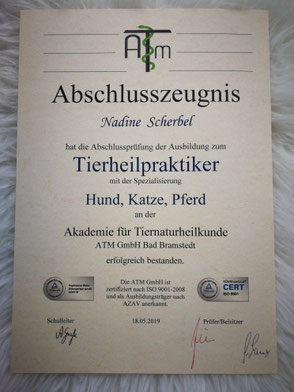 ATm
Abschlusszeugnis
Nadine Scherbel
hat die Abschlussprüfung der Ausbildung zum
Tierheilpraktiker
mit der Spezialisierung
Hund, Katze, Pferd
an der
Akademie für Tiernaturheilkunde
ATM GmbH Bad Bramstedt
erfolgreich bestanden.
Die ATM GmbH ist
zertifiziert nach ISO 9001-2008
und als Ausbildungsträger nach
AZAV anerkannt.
CERT
ISO 9001
Schulleiter
18.05.2019
Prüfer/Beisitzer